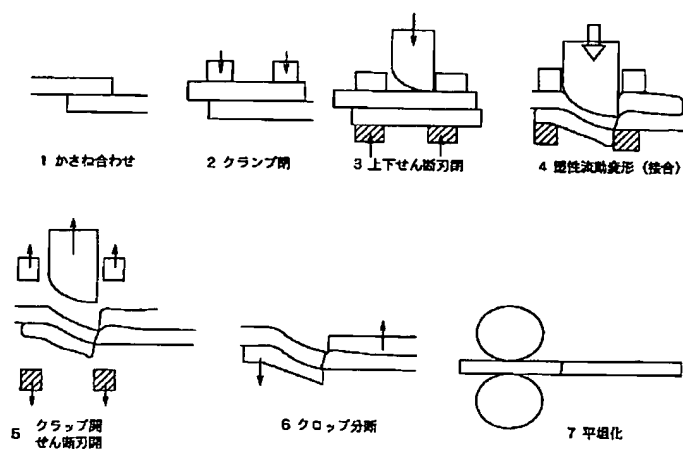 1 かさね合わせ
2 クランプ閉
3 上下せん断刃閉
4 塑性流動変形（接合）
5 クラップ開
せん断刃開
6 クロップ分断
7 平坦化